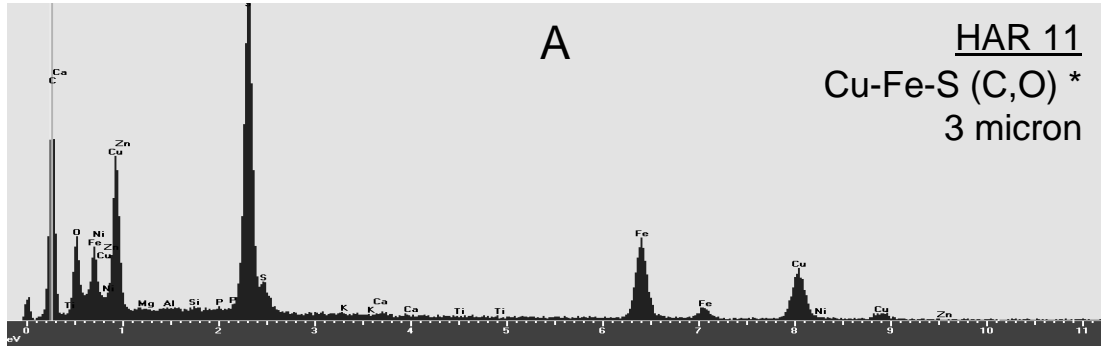 A
HAR 11
Cu-Fe-S (C,O) *
3 micron
Ca
C
O
Ni
Fe
Zn
Cu
Ni
Ti
Zn
Cu
Mg
Al
Si
P
P
S
K
K
Ca
Ca
Ti
Ti
Fe
Fe
Cu
Ni
Cu
Zn
0 1 2 3 4 5 6 7 8 9 10 11
eV